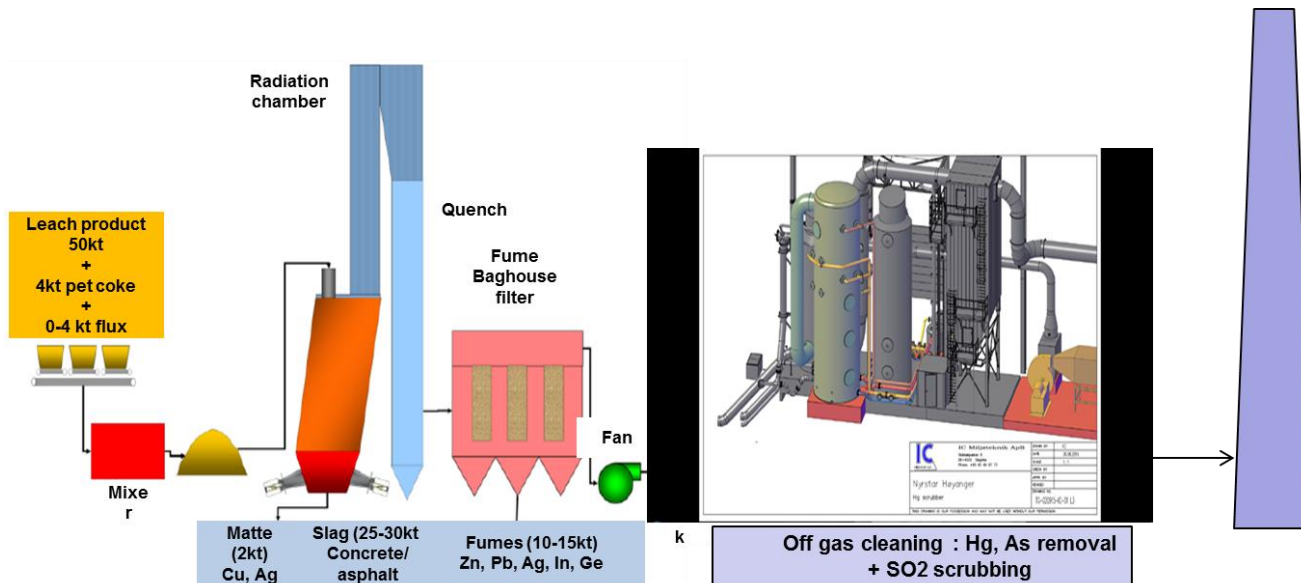 Radiation
chamber
Leach product
50kt
+
4kt pet coke
+
0-4 kt flux
Quench
Fume
Baghouse
filter
Mixe
r
Fan
Matte
(2kt)
Cu, Ag
Slag (25-30kt
Concrete/
asphalt
Fumes (10-15kt)
Zn, Pb, Ag, In, Ge
k
IC
IC Miljøteknik ApS
Nyrstar Høyanger
Hg scrubber
Off gas cleaning : Hg, As removal
+ SO2 scrubbing